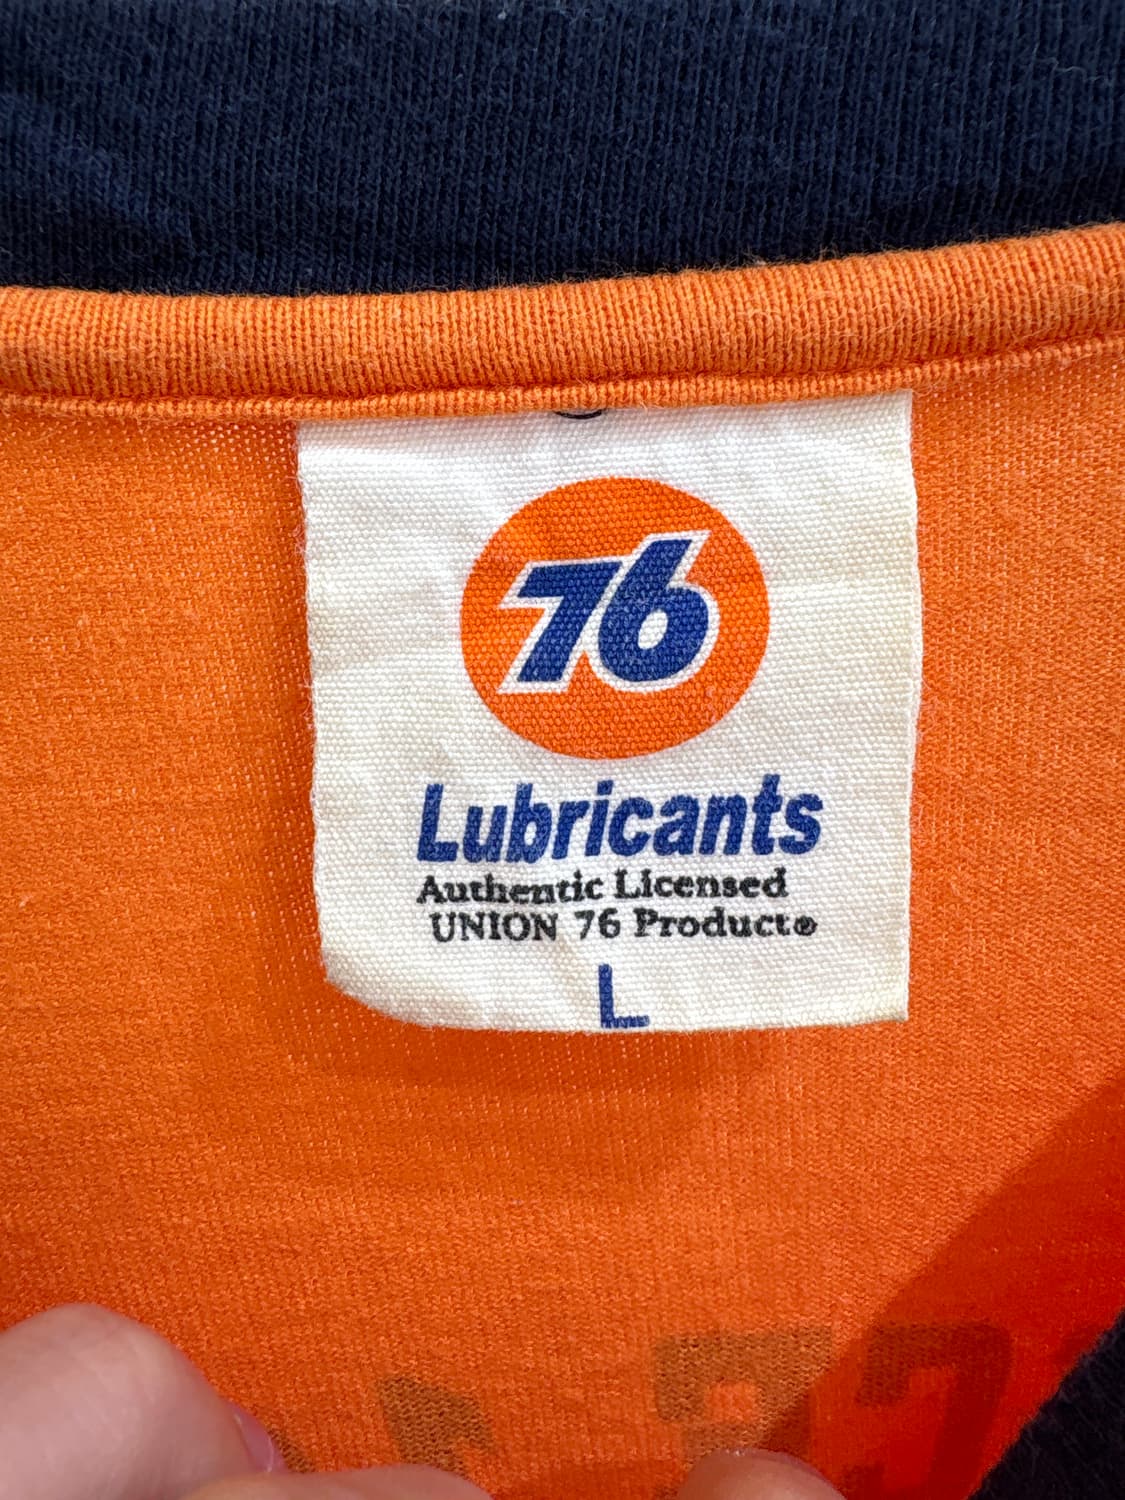 76
Lubricants
Authentic Licensed
UNION 76 Product®
L